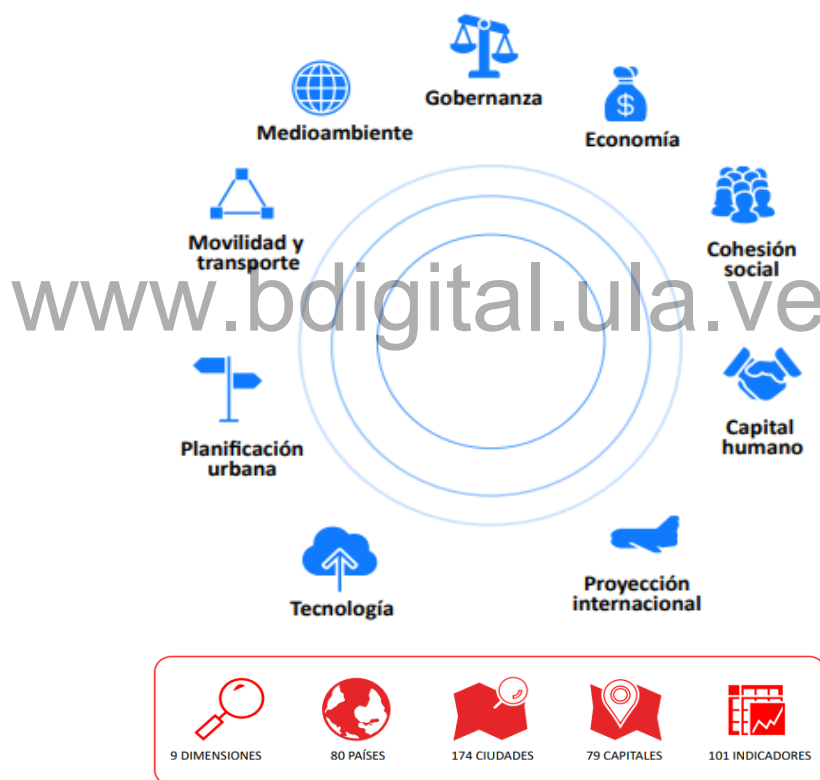 Gobernanza
Medioambiente
Economía
Movilidad y
transporte
Cohesión
social
www.bdigital.ula.ve
Planificación
urbana
Capital
humano
Tecnología
Proyección
internacional
9 DIMENSIONES
80 PAÍSES
174 CIUDADES
79 CAPITALES
101 INDICADORES